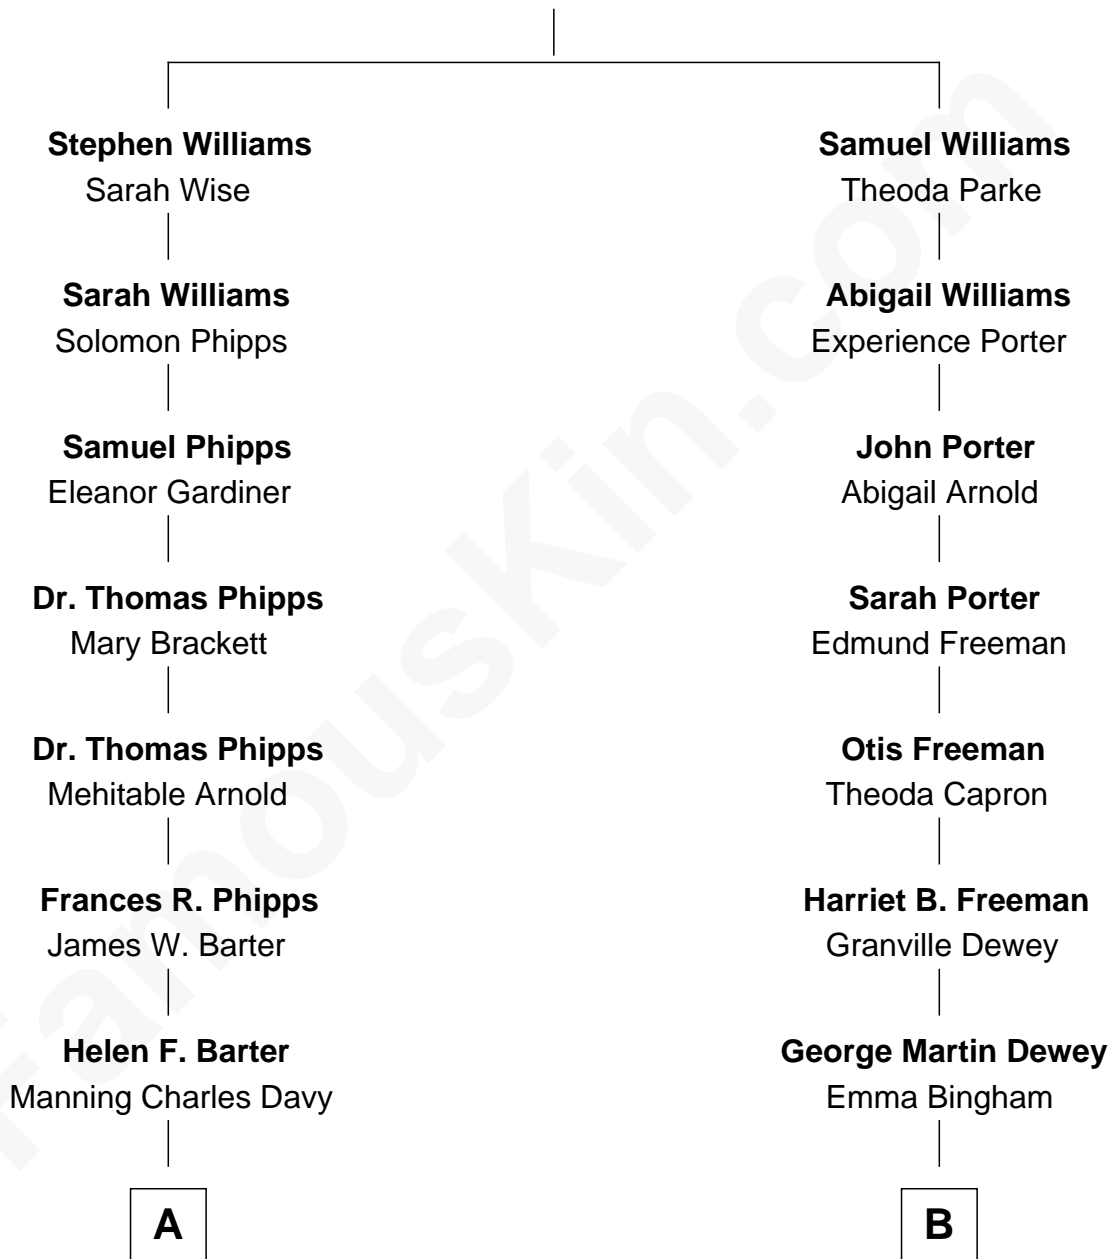 Stephen Williams
Sarah Wise
Samuel Williams
Theoda Parke
Sarah Williams
Solomon Phipps
Abigail Williams
Experience Porter
Samuel Phipps
Eleanor Gardiner
John Porter
Abigail Arnold
Dr. Thomas Phipps
Mary Brackett
Sarah Porter
Edmund Freeman
Dr. Thomas Phipps
Mehitable Arnold
Otis Freeman
Theoda Capron
Frances R. Phipps
James W. Barter
Harriet B. Freeman
Granville Dewey
Helen F. Barter
Manning Charles Davy
George Martin Dewey
Emma Bingham
A
B
FamousKin.com